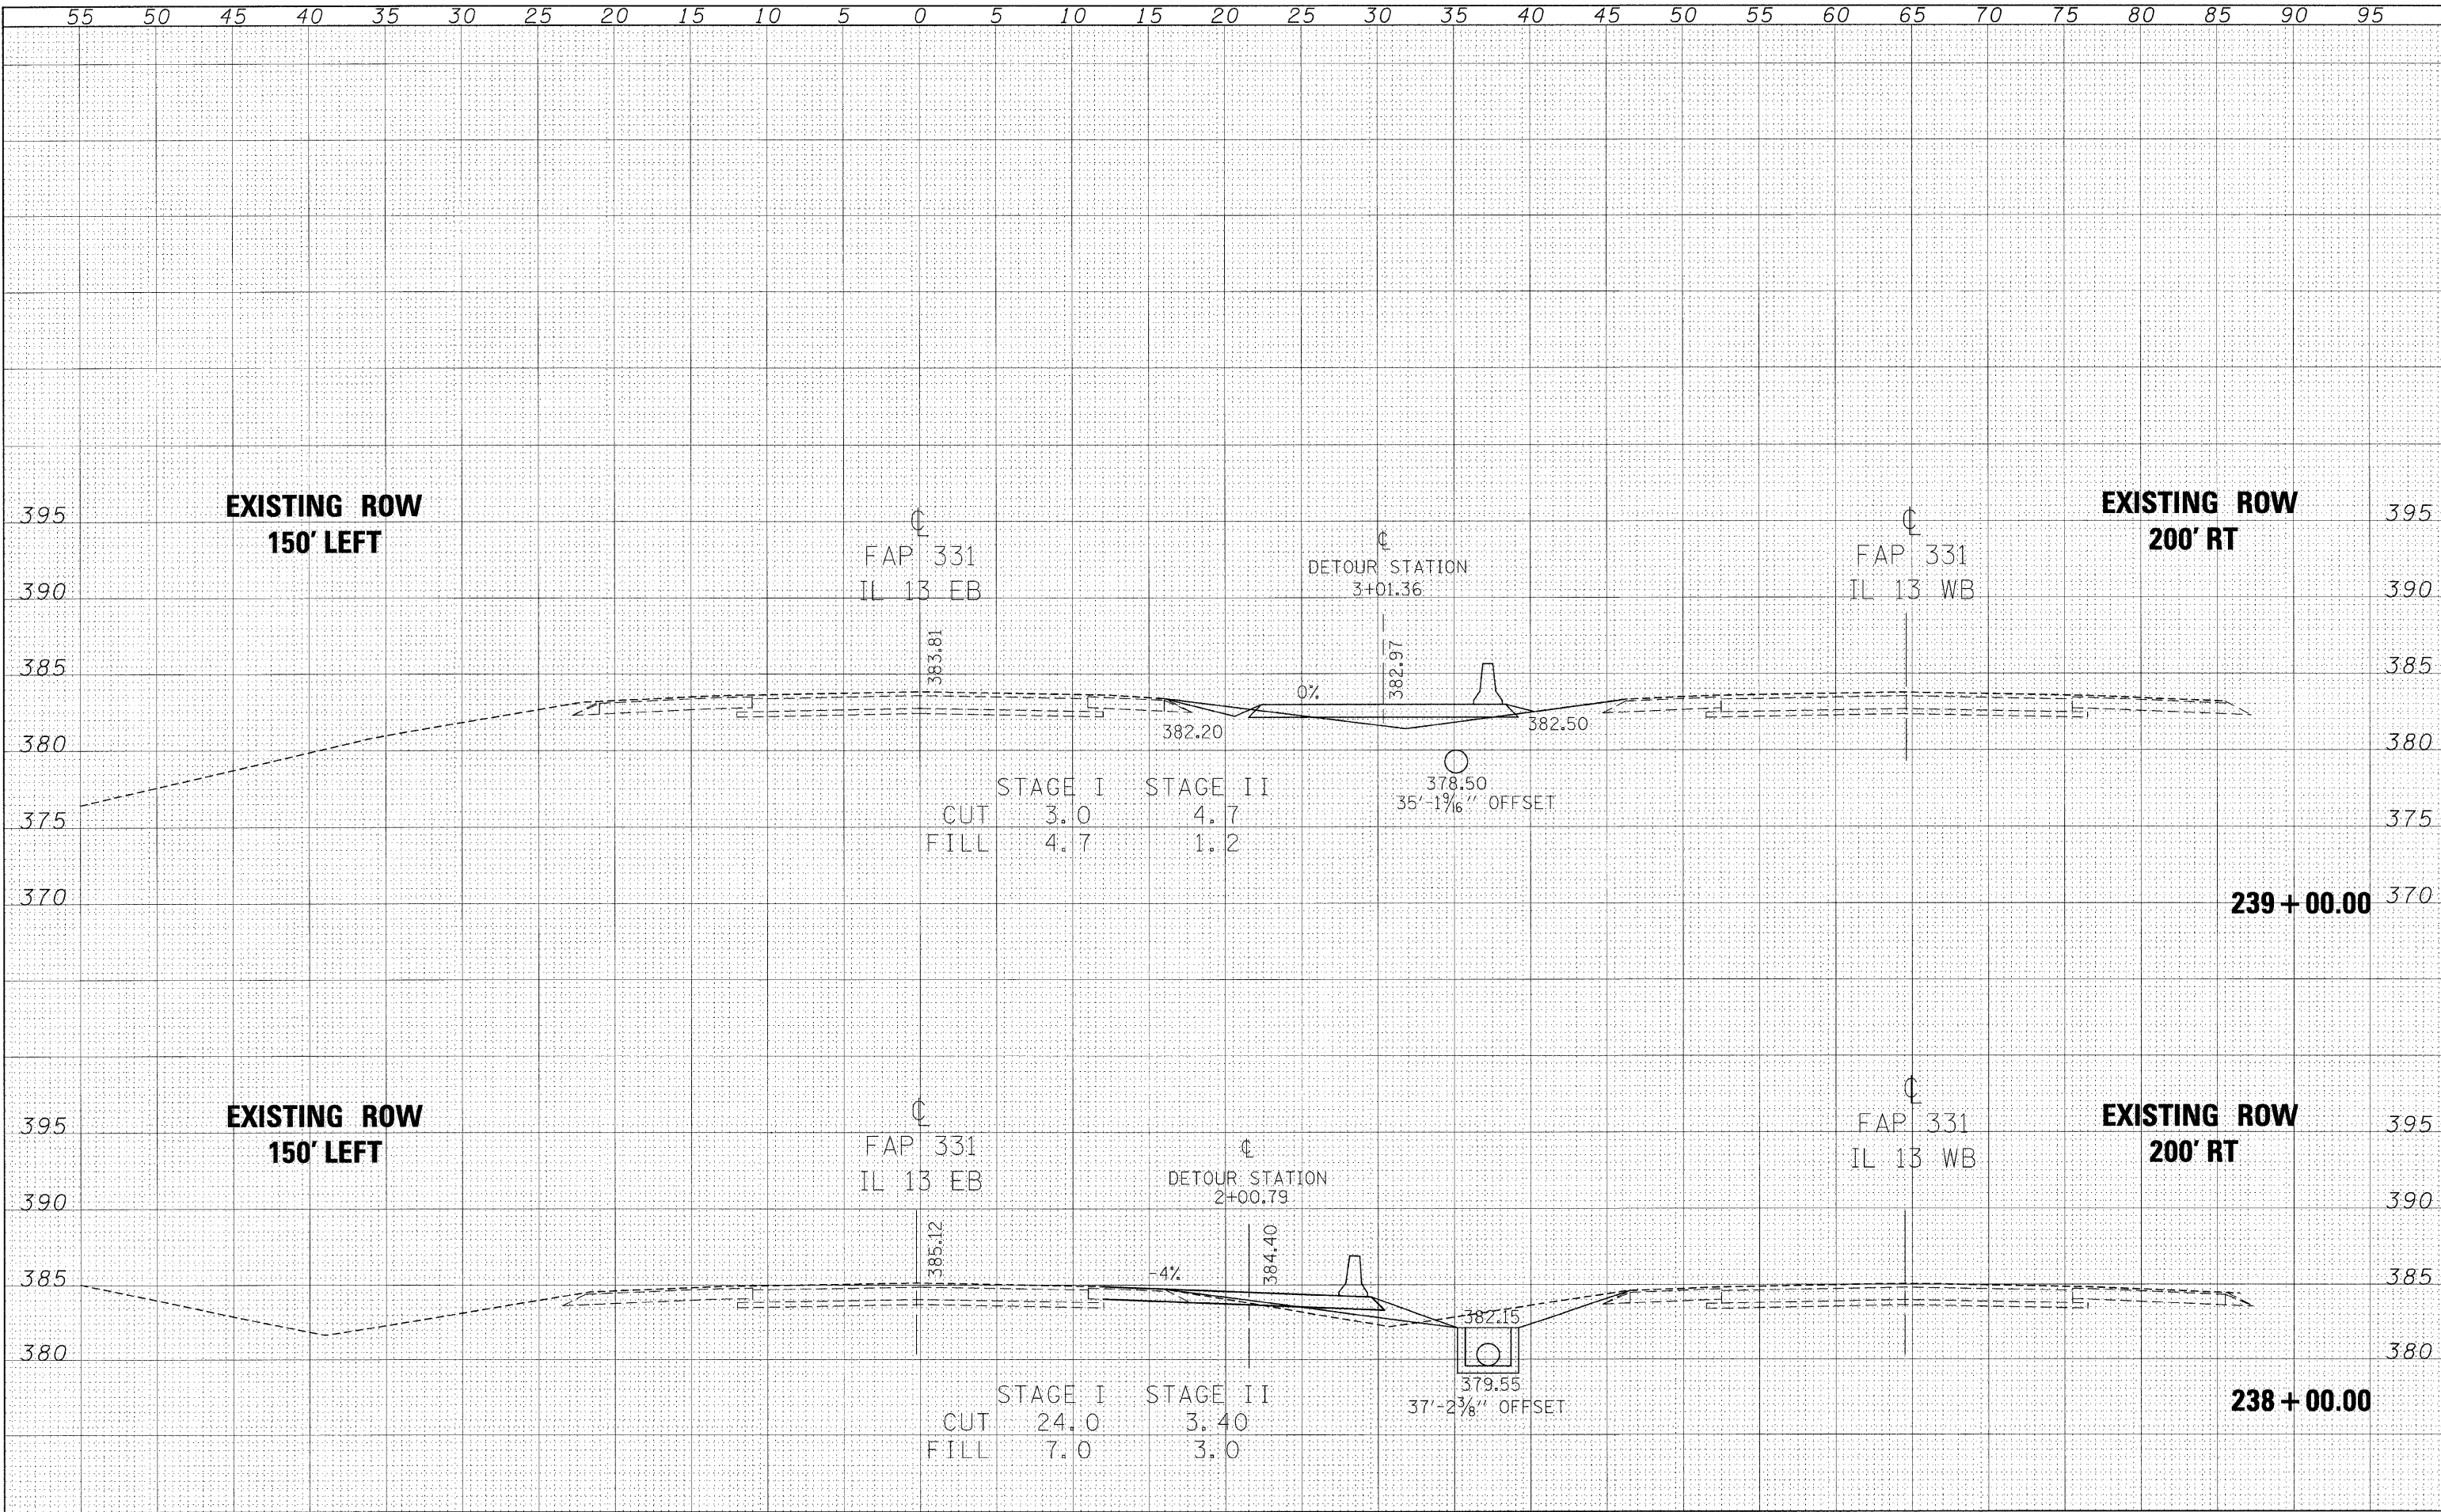 55 50 45 40 35 30 25 20 15 10 5 0 5 10 15 20 25 30 35 40 45 50 55 60 65 70 75 80 85 90 95
EXISTING ROW
150' LEFT
℄
FAP 331
IL 13 EB
℄
DETOUR STATION
3+01.36
℄
FAP 331
IL 13 WB
EXISTING ROW
200' RT
395 395
390 390
385 383.81 382.97 385
0%
382.20 382.50
380 380
378.50
35'-1 9/16" OFFSET
STAGE I STAGE II
CUT 3.0 4.7
FILL 4.7 1.2
375 375
370 239+00.00 370
EXISTING ROW
150' LEFT
℄
FAP 331
IL 13 EB
℄
DETOUR STATION
2+00.79
℄
FAP 331
IL 13 WB
EXISTING ROW
200' RT
395 395
390 390
385.12 384.40
385 -4% 385
382.15
380 380
379.55
37'-2 3/8" OFFSET
STAGE I STAGE II
CUT 24.0 3.40
FILL 7.0 3.0
238+00.00